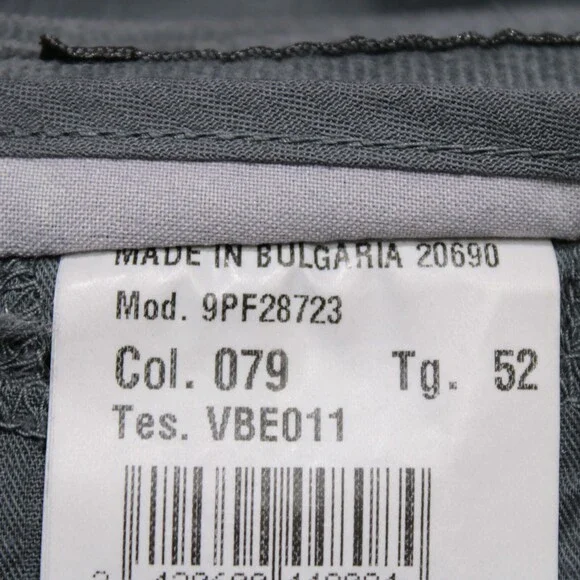 MADE IN BULGARIA 20690
Mod. 9PF28723
Col. 079 Tg. 52
Tes. VBE011